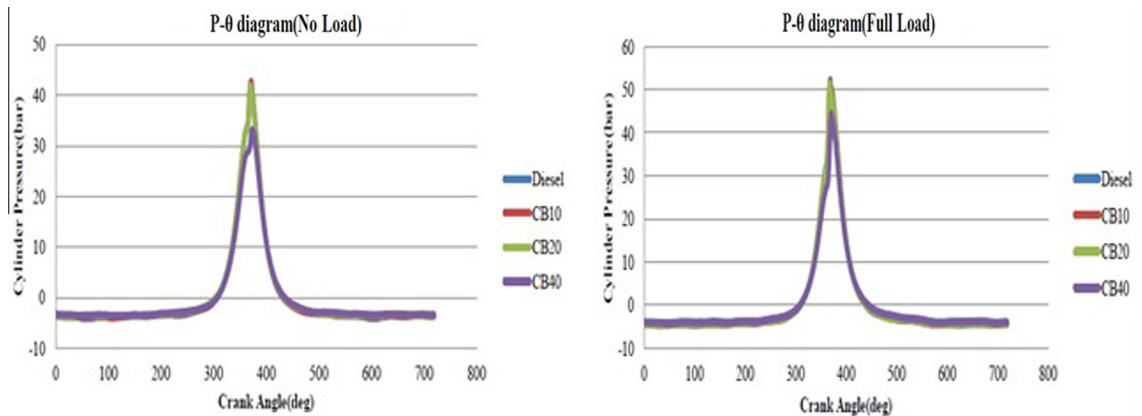 P-θ diagram(No Load)
Cylinder Pressure(bar)
50
40
30
20
10
0
-10
0 100 200 300 400 500 600 700 800
Crank Angle(deg)
Diesel
CB10
CB20
CB40
P-θ diagram(Full Load)
Cylinder Pressure(bar)
60
50
40
30
20
10
0
-10
0 100 200 300 400 500 600 700 800
Crank Angle(deg)
Diesel
CB10
CB20
CB40